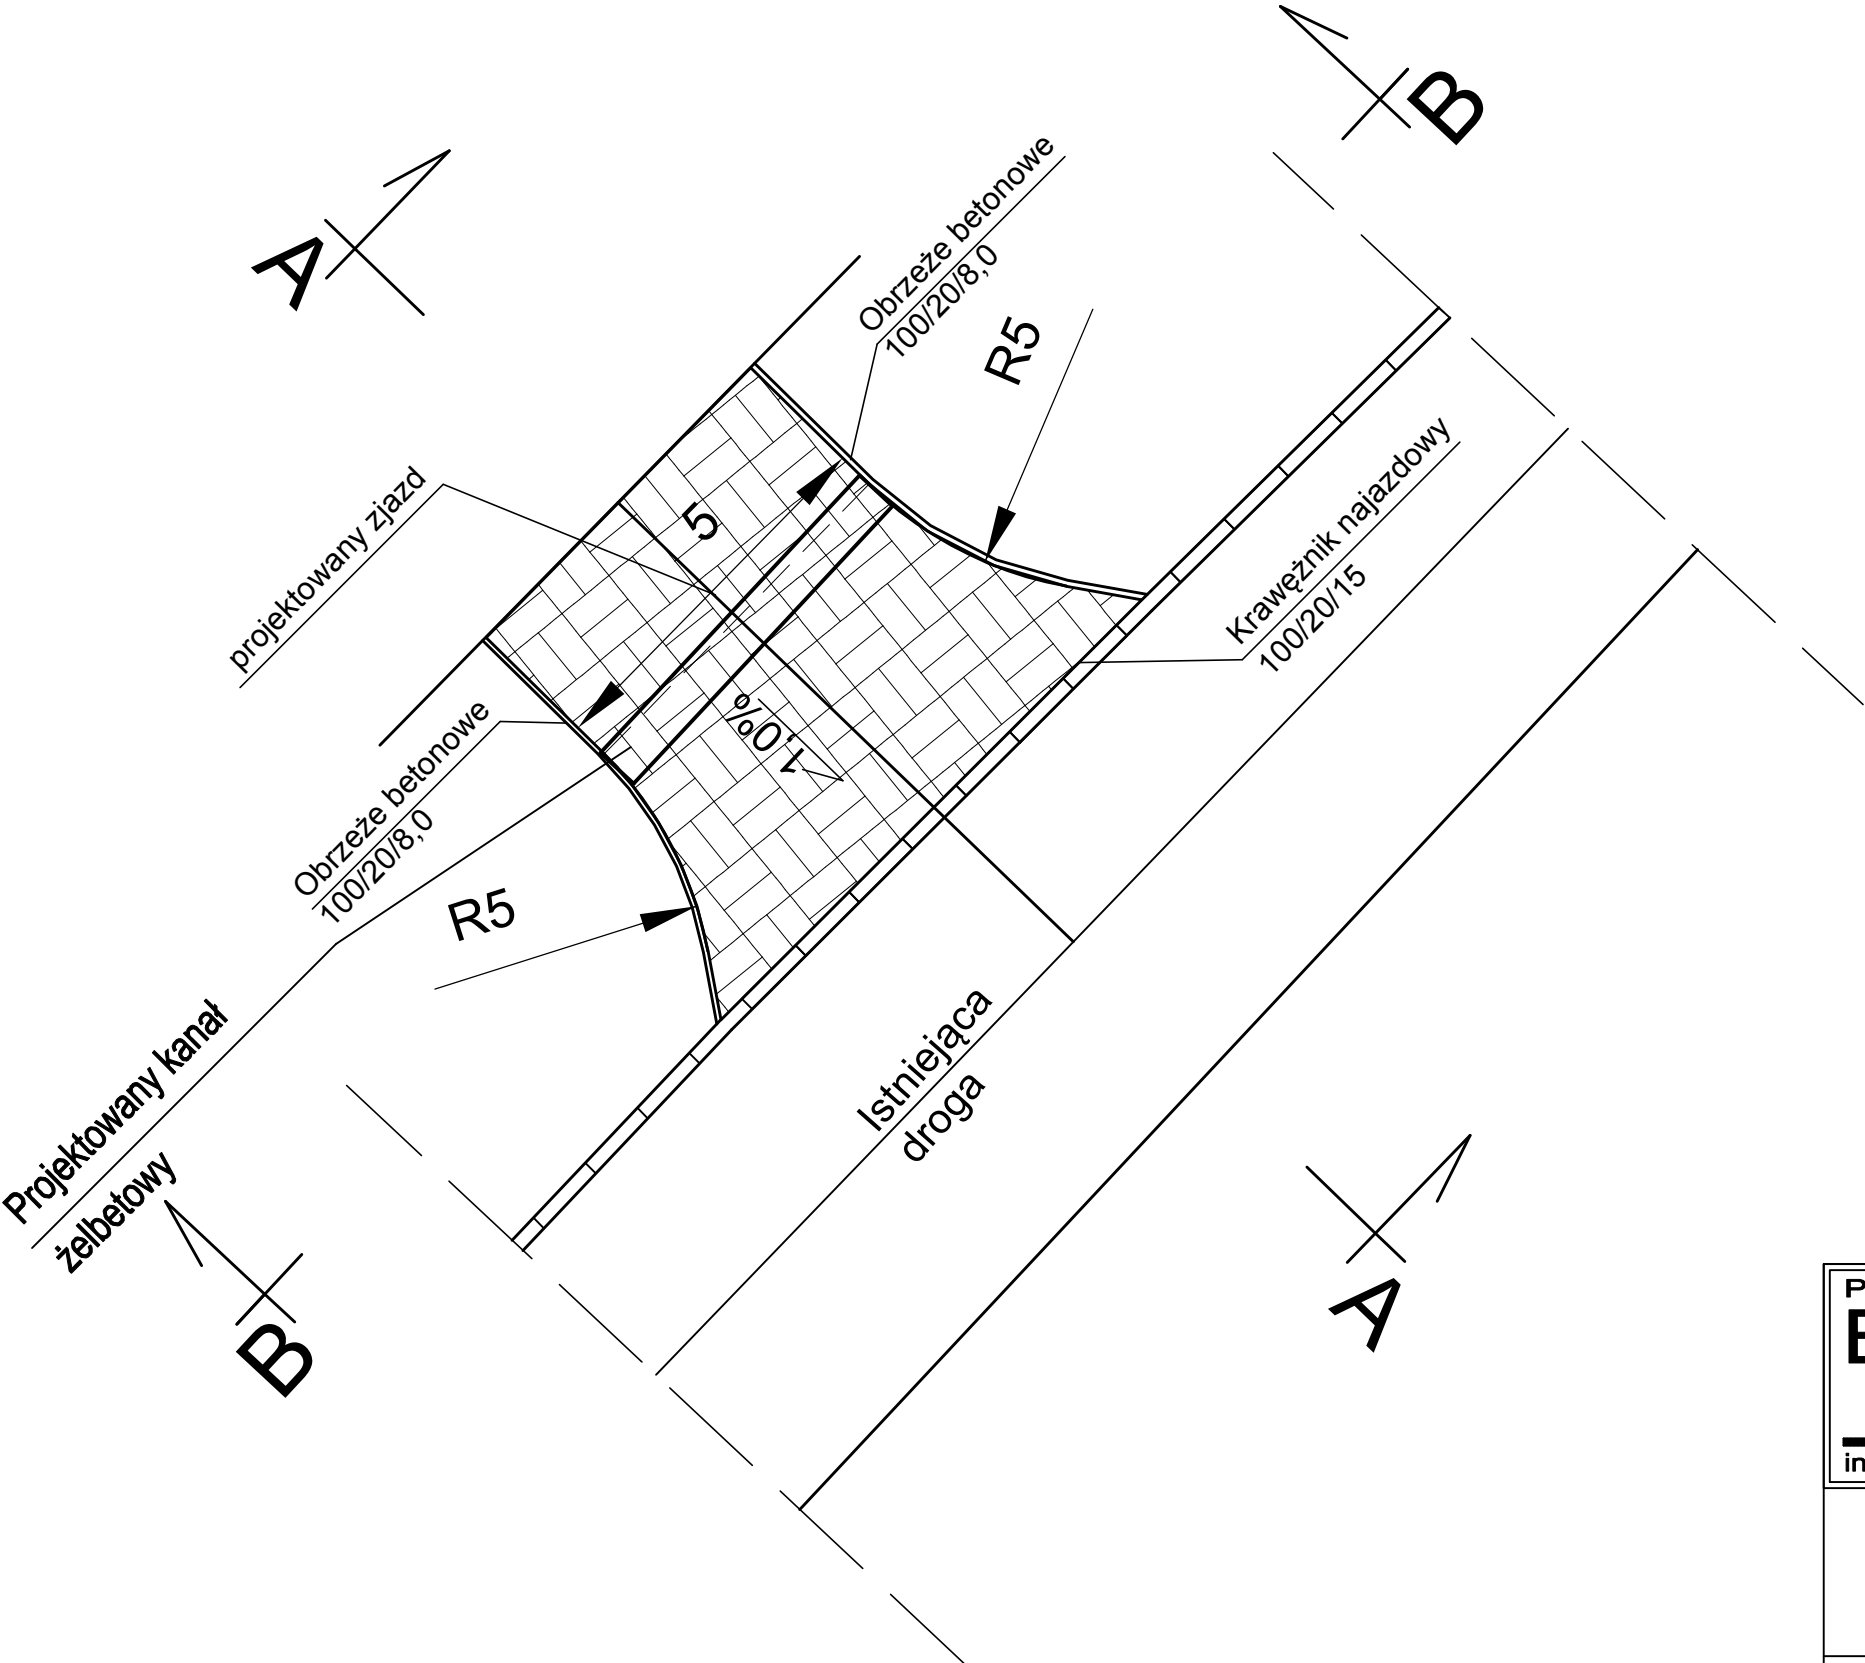 B
A
Obrzeże betonowe
100/20/8,0
R5
projektowany zjazd
5
Krawężnik najazdowy
100/20/15
1,0%
Obrzeże betonowe
100/20/8,0
R5
Projektowany kanał
żelbetowy
Istniejąca
droga
B
A
in